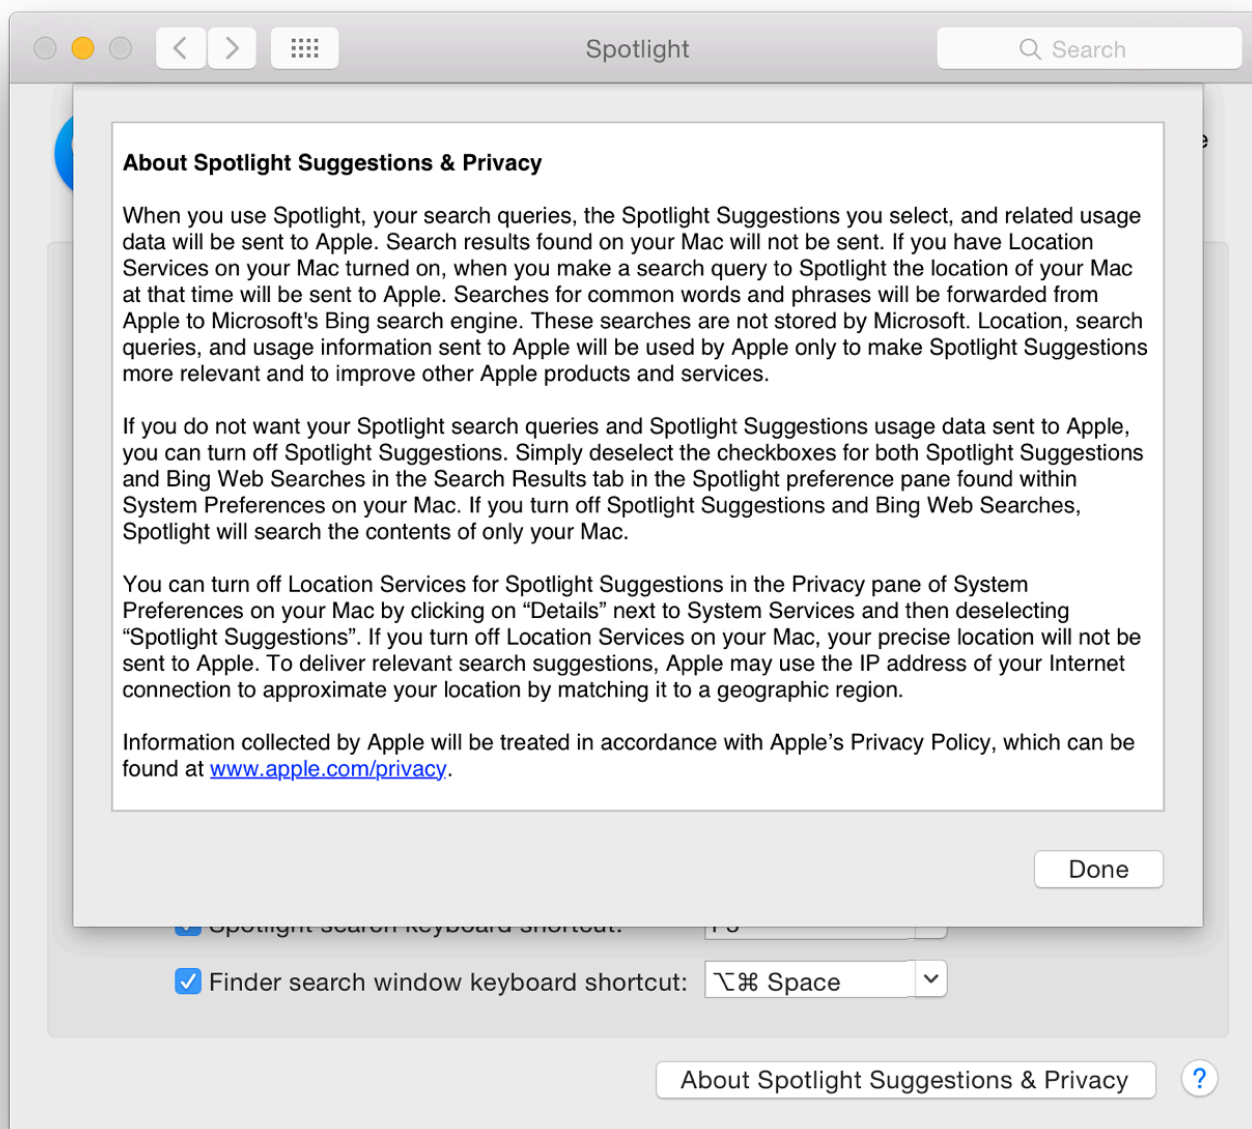 Spotlight
Search
About Spotlight Suggestions & Privacy
When you use Spotlight, your search queries, the Spotlight Suggestions you select, and related usage
data will be sent to Apple. Search results found on your Mac will not be sent. If you have Location
Services on your Mac turned on, when you make a search query to Spotlight the location of your Mac
at that time will be sent to Apple. Searches for common words and phrases will be forwarded from
Apple to Microsoft's Bing search engine. These searches are not stored by Microsoft. Location, search
queries, and usage information sent to Apple will be used by Apple only to make Spotlight Suggestions
more relevant and to improve other Apple products and services.
If you do not want your Spotlight search queries and Spotlight Suggestions usage data sent to Apple,
you can turn off Spotlight Suggestions. Simply deselect the checkboxes for both Spotlight Suggestions
and Bing Web Searches in the Search Results tab in the Spotlight preference pane found within
System Preferences on your Mac. If you turn off Spotlight Suggestions and Bing Web Searches,
Spotlight will search the contents of only your Mac.
You can turn off Location Services for Spotlight Suggestions in the Privacy pane of System
Preferences on your Mac by clicking on “Details” next to System Services and then deselecting
“Spotlight Suggestions”. If you turn off Location Services on your Mac, your precise location will not be
sent to Apple. To deliver relevant search suggestions, Apple may use the IP address of your Internet
connection to approximate your location by matching it to a geographic region.
Information collected by Apple will be treated in accordance with Apple’s Privacy Policy, which can be
found at www.apple.com/privacy.
Done
Spotlight search keyboard shortcut:
Finder search window keyboard shortcut: ⌥⌘ Space
About Spotlight Suggestions & Privacy ?